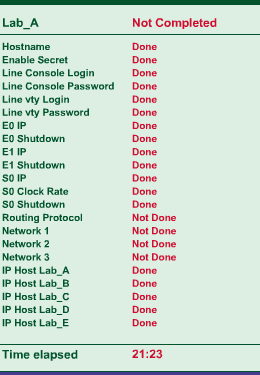 Lab_A Not Completed
Hostname Done
Enable Secret Done
Line Console Login Done
Line Console Password Done
Line vty Login Done
Line vty Password Done
E0 IP Done
E0 Shutdown Done
E1 IP Done
E1 Shutdown Done
S0 IP Done
S0 Clock Rate Done
S0 Shutdown Done
Routing Protocol Not Done
Network 1 Not Done
Network 2 Not Done
Network 3 Not Done
IP Host Lab_A Done
IP Host Lab_B Done
IP Host Lab_C Done
IP Host Lab_D Done
IP Host Lab_E Done
Time elapsed 21:23